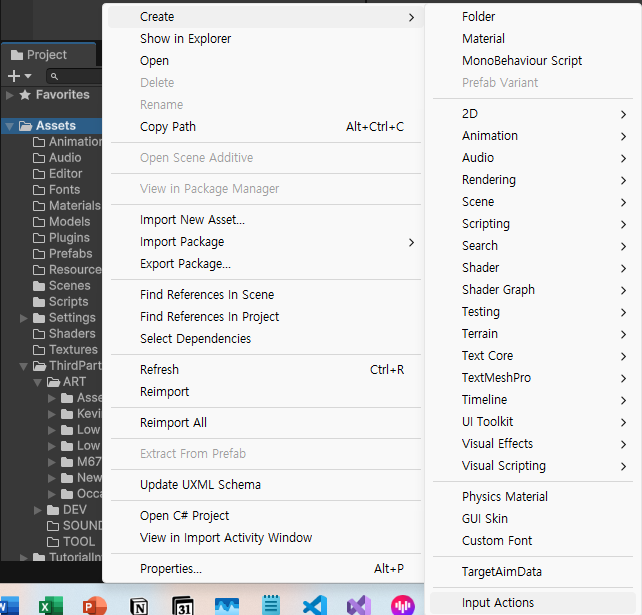 Project
Favorites
Assets
Animation
Audio
Editor
Fonts
Materials
Models
Plugins
Prefabs
Resource
Scenes
Scripts
Settings
Shaders
Textures
ThirdPart
ART
Asse
Kevin
Low
Low
M67
New
Occa
DEV
SOUND
TOOL
TutorialIn
Create
Show in Explorer
Open
Delete
Rename
Copy Path Alt+Ctrl+C
Open Scene Additive
View in Package Manager
Import New Asset...
Import Package
Export Package...
Find References In Scene
Find References In Project
Select Dependencies
Refresh Ctrl+R
Reimport
Reimport All
Extract From Prefab
Update UXML Schema
Open C# Project
View in Import Activity Window
Properties... Alt+P
Folder
Material
MonoBehaviour Script
Prefab Variant
2D
Animation
Audio
Rendering
Scene
Scripting
Search
Shader
Shader Graph
Testing
Terrain
Text Core
TextMeshPro
Timeline
UI Toolkit
Visual Effects
Visual Scripting
Physics Material
GUI Skin
Custom Font
TargetAimData
Input Actions
W
X
P
N
31